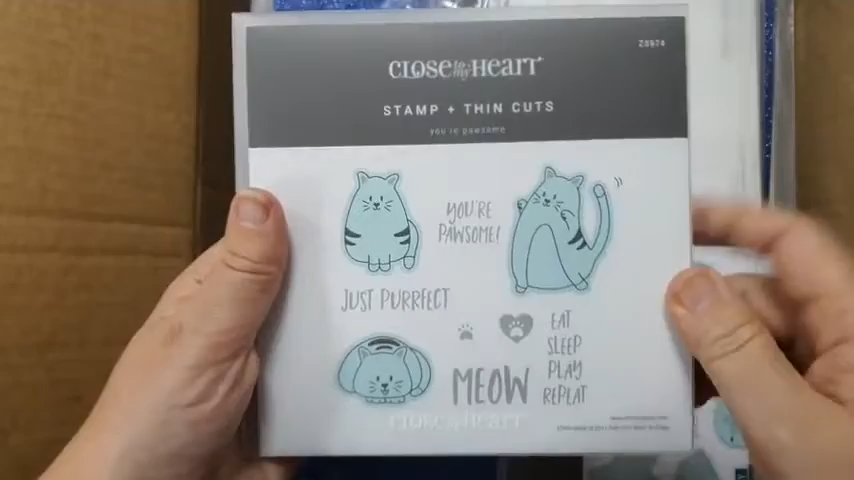 CLOSE to my HEART
Z3974
STAMP + THIN CUTS
you're pawsome
YOU'RE
PAWSOME!
JUST PURRFECT
EAT
SLEEP
PLAY
REPEAT
MEOW
CLOSE to my HEART